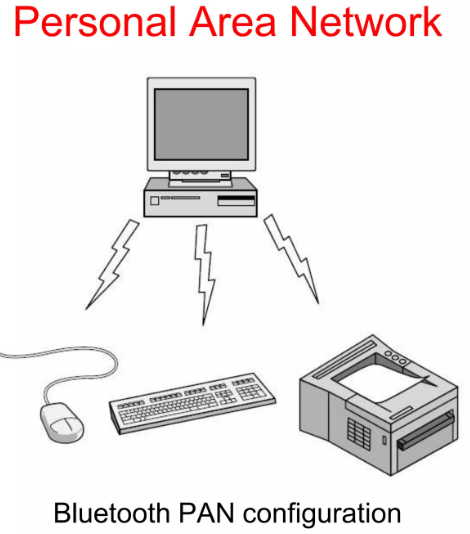 Personal Area Network
Bluetooth PAN configuration